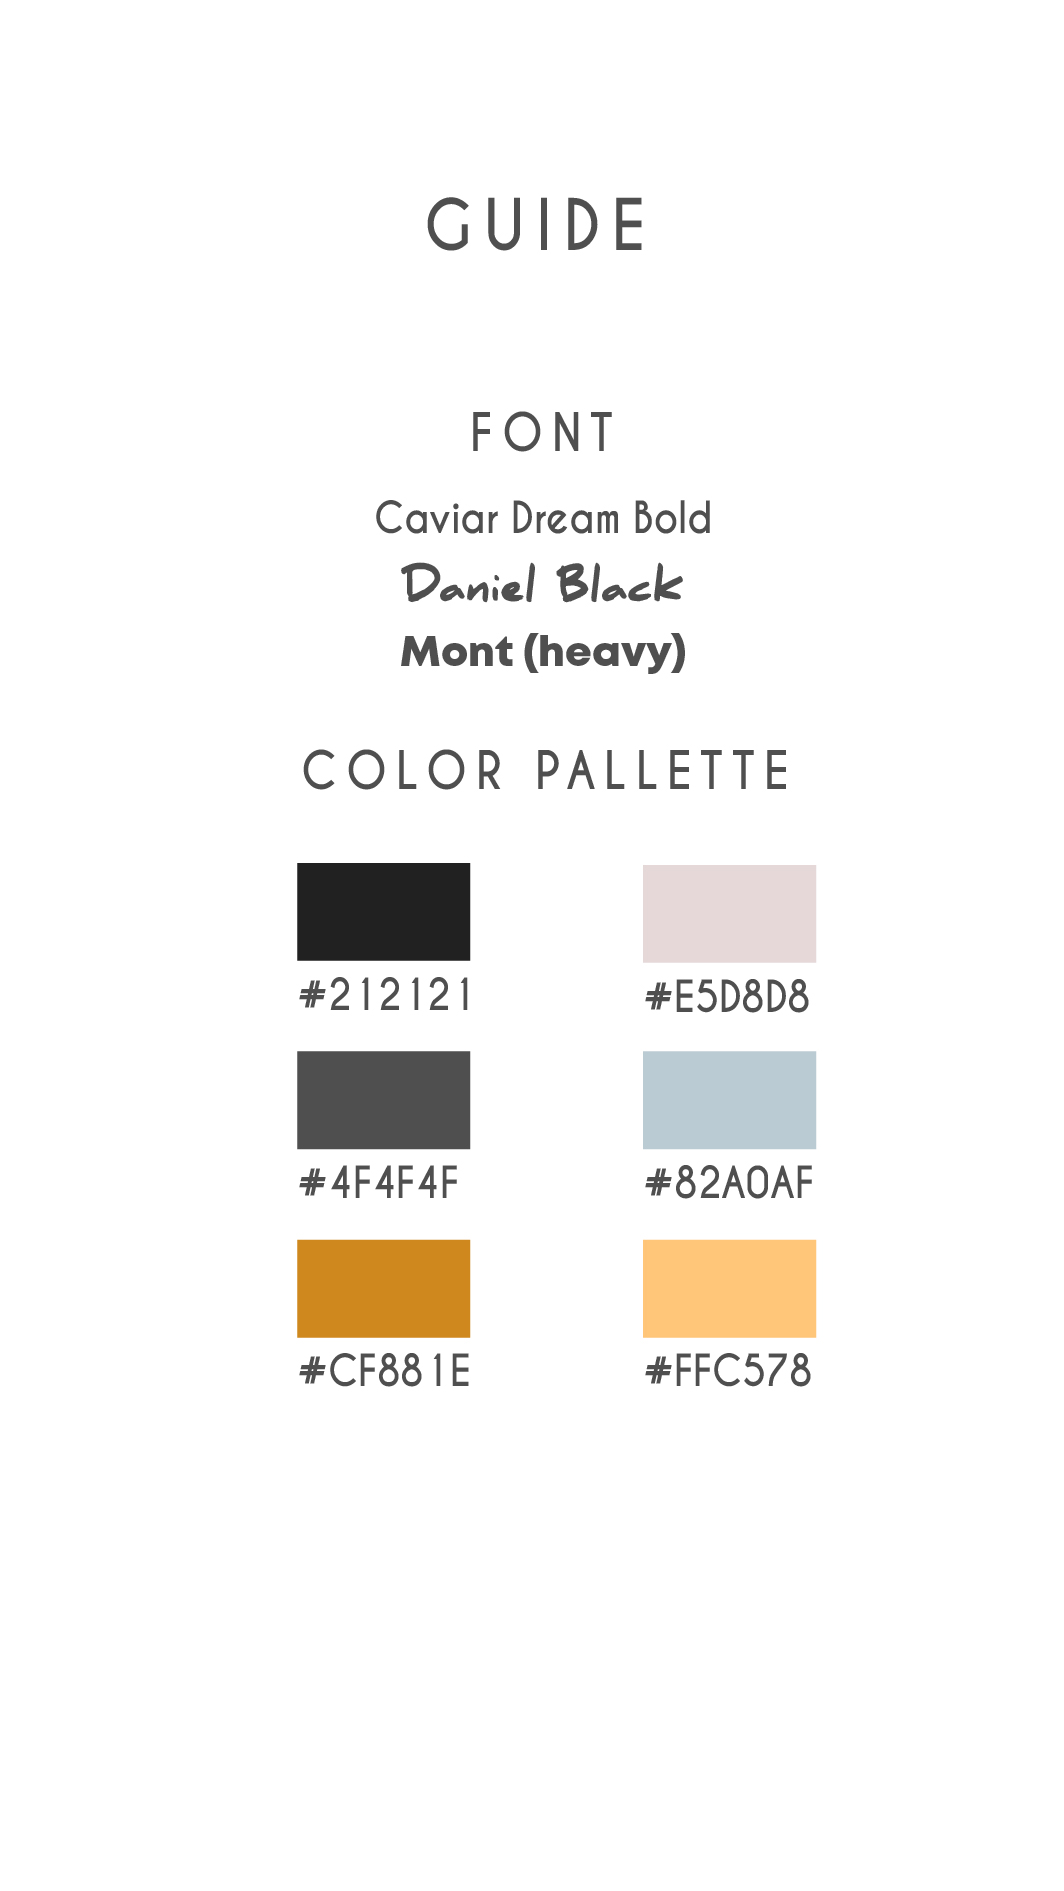 GUIDE
FONT
Caviar Dream Bold
Daniel Black
Mont (heavy)
COLOR PALLETTE
#212121
#E5D8D8
#4F4F4F
#82A0AF
#CF881E
#FFC578